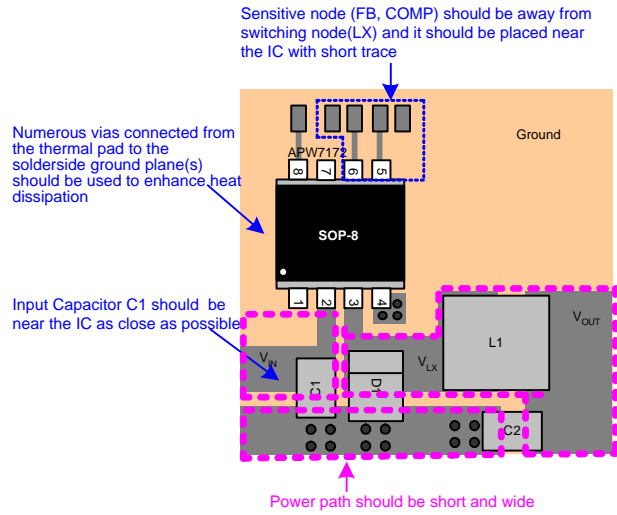 Sensitive node (FB, COMP) should be away from
switching node(LX) and it should be placed near
the IC with short trace
Numerous vias connected from
the thermal pad to the
solderside ground plane(s)
should be used to enhance heat
dissipation
Ground
APW7172
8 7 6 5
SOP-8
1 2 3 4
Input Capacitor C1 should be
near the IC as close as possible
VIN
C1
D1
VLX
L1
VOUT
C2
Power path should be short and wide